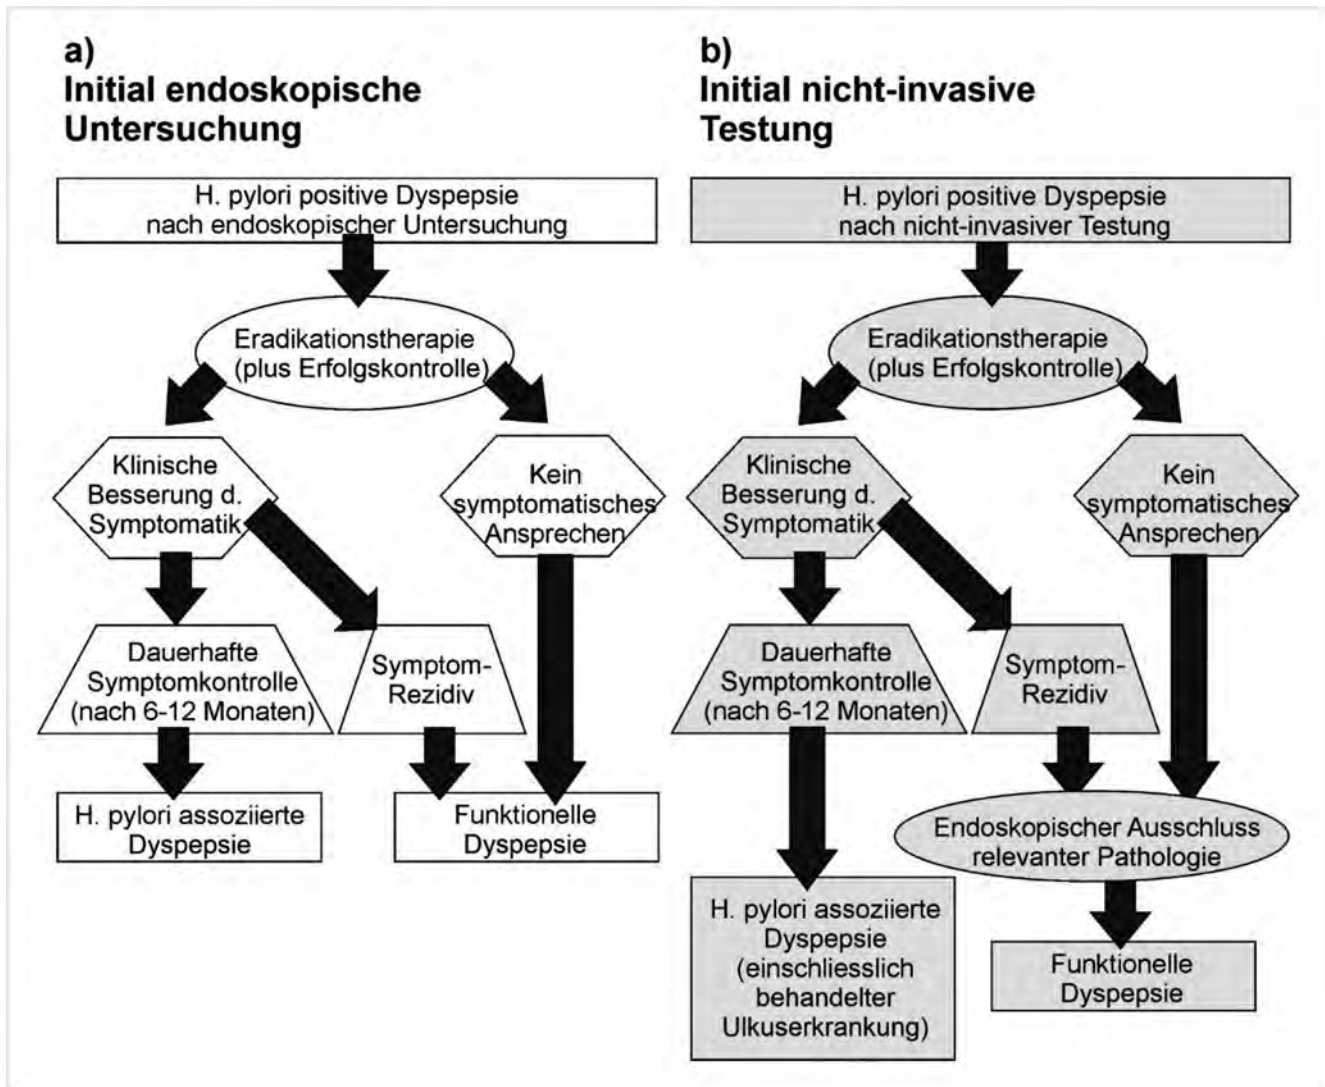 a)
Initial endoskopische
Untersuchung
H. pylori positive Dyspepsie
nach endoskopischer Untersuchung
Eradikationstherapie
(plus Erfolgskontrolle)
Klinische
Besserung d.
Symptomatik
Kein
symptomatisches
Ansprechen
Dauerhafte
Symptomkontrolle
(nach 6-12 Monaten)
Symptom-
Rezidiv
H. pylori assoziierte
Dyspepsie
Funktionelle
Dyspepsie
b)
Initial nicht-invasive
Testung
H. pylori positive Dyspepsie
nach nicht-invasiver Testung
Eradikationstherapie
(plus Erfolgskontrolle)
Klinische
Besserung d.
Symptomatik
Kein
symptomatisches
Ansprechen
Dauerhafte
Symptomkontrolle
(nach 6-12 Monaten)
Symptom-
Rezidiv
Endoskopischer Ausschluss
relevanter Pathologie
H. pylori assoziierte
Dyspepsie
(einschliesslich
behandelter
Ulkuserkrankung)
Funktionelle
Dyspepsie